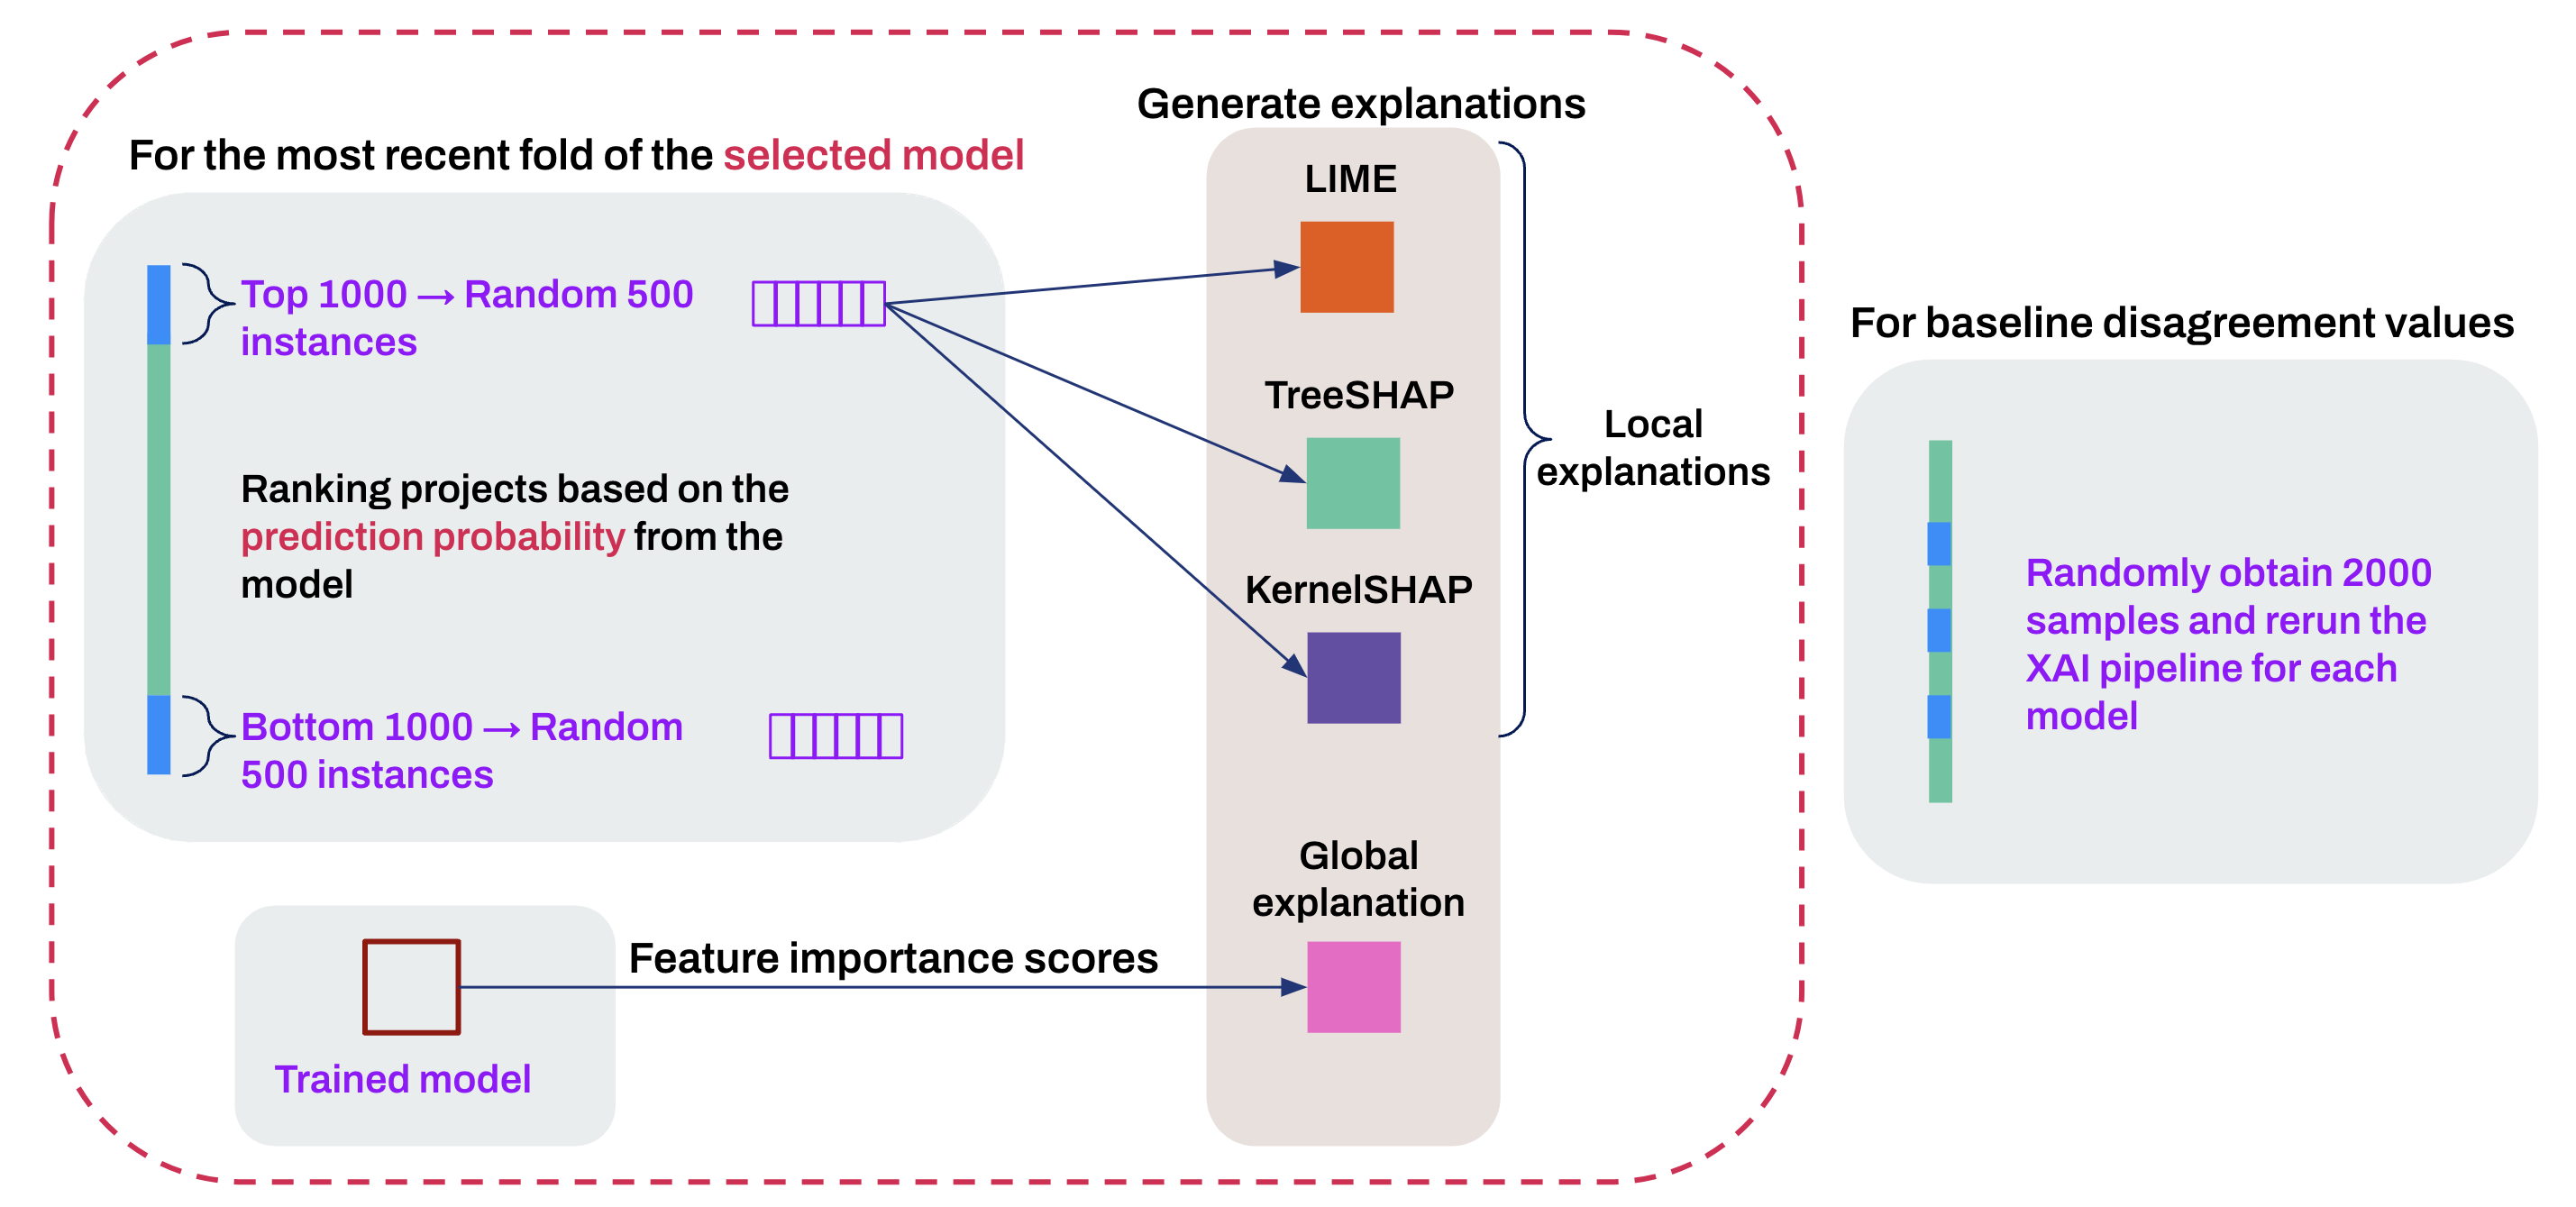 For the most recent fold of the selected model
Top 1000 → Random 500
instances
Ranking projects based on the
prediction probability from the
model
Bottom 1000 → Random
500 instances
Trained model
Feature importance scores
Generate explanations
LIME
TreeSHAP
KernelSHAP
Global
explanation
Local
explanations
For baseline disagreement values
Randomly obtain 2000
samples and rerun the
XAI pipeline for each
model